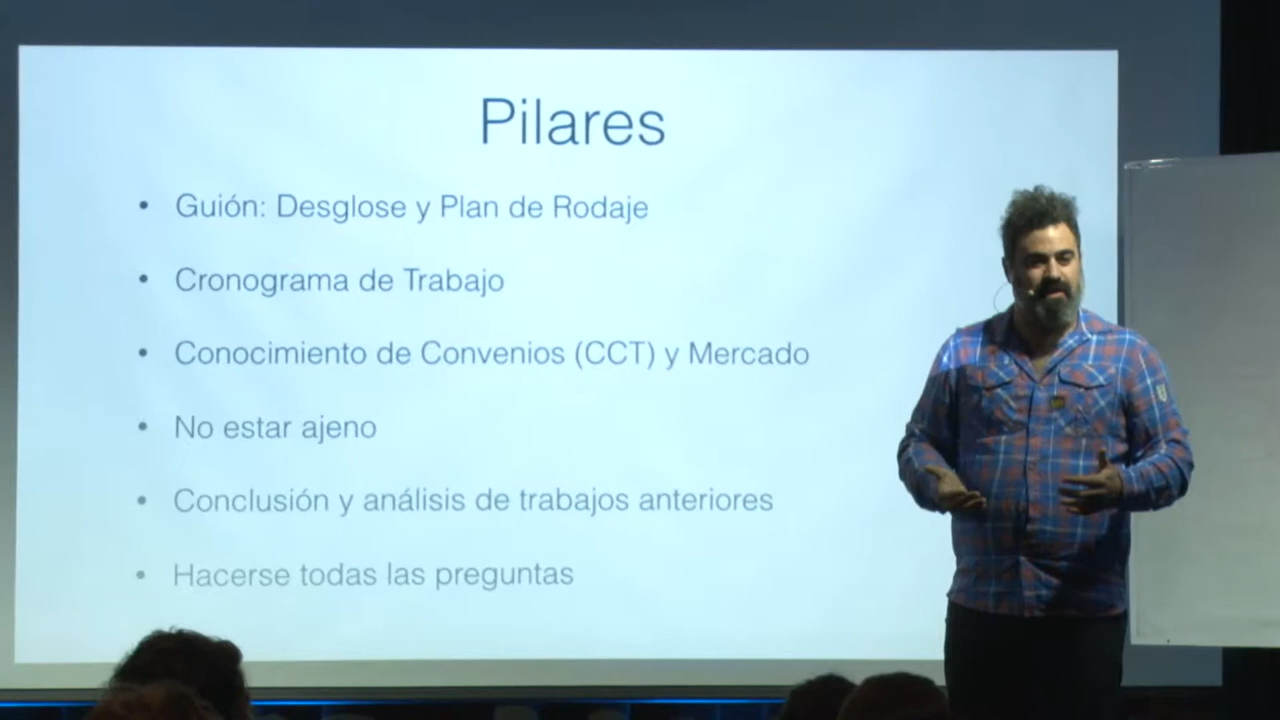 Pilares
• Guión: Desglose y Plan de Rodaje
• Cronograma de Trabajo
• Conocimiento de Convenios (CCT) y Mercado
• No estar ajeno
• Conclusión y análisis de trabajos anteriores
• Hacerse todas las preguntas